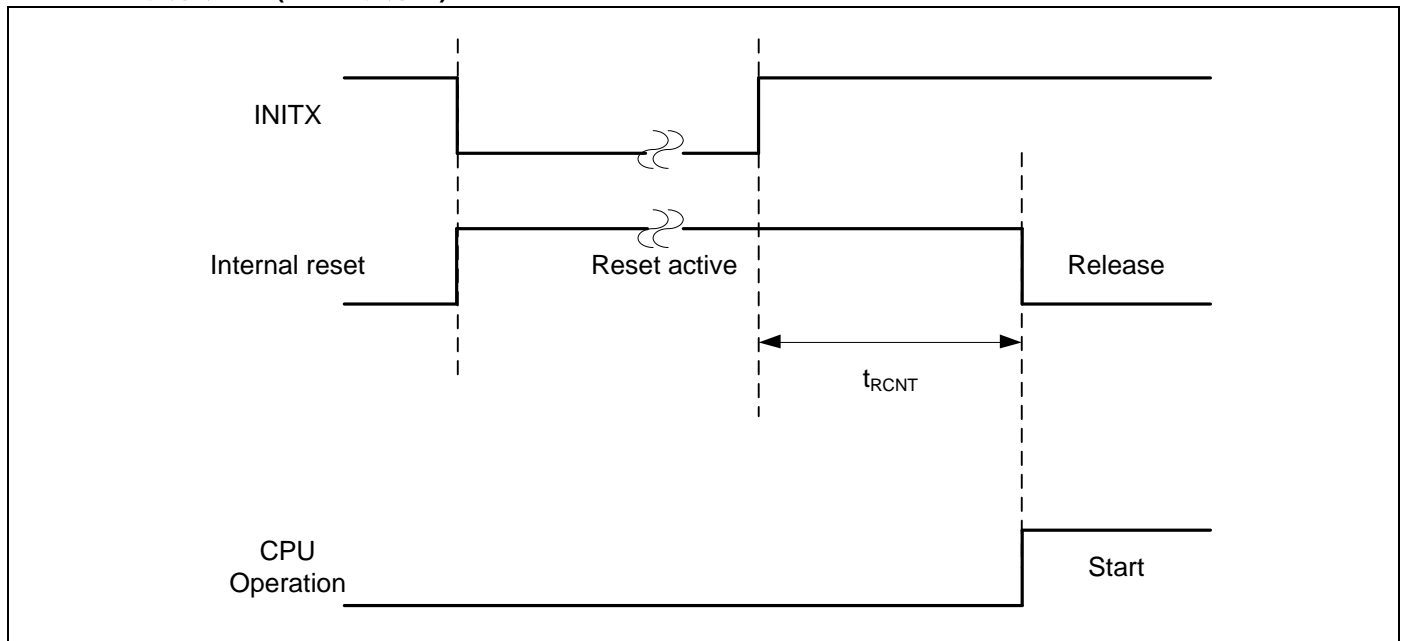 INITX
Internal reset
Reset active
Release
tRCNT
CPU
Operation
Start